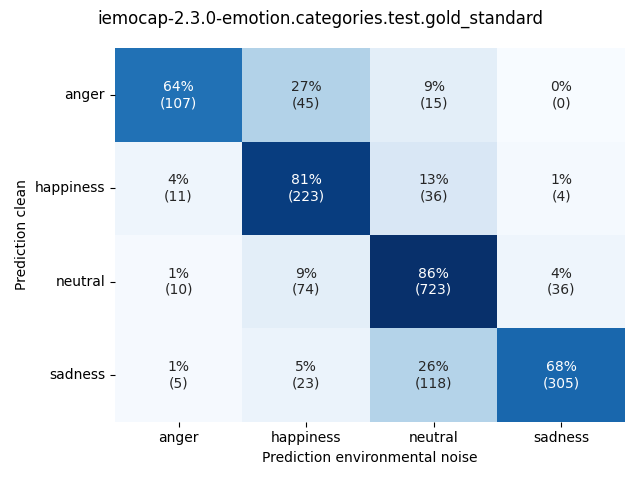 iemocap-2.3.0-emotion.categories.test.gold_standard
anger
64%
(107)
27%
(45)
9%
(15)
0%
(0)
happiness
4%
(11)
81%
(223)
13%
(36)
1%
(4)
neutral
1%
(10)
9%
(74)
86%
(723)
4%
(36)
sadness
1%
(5)
5%
(23)
26%
(118)
68%
(305)
anger
happiness
neutral
sadness
Prediction clean
Prediction environmental noise